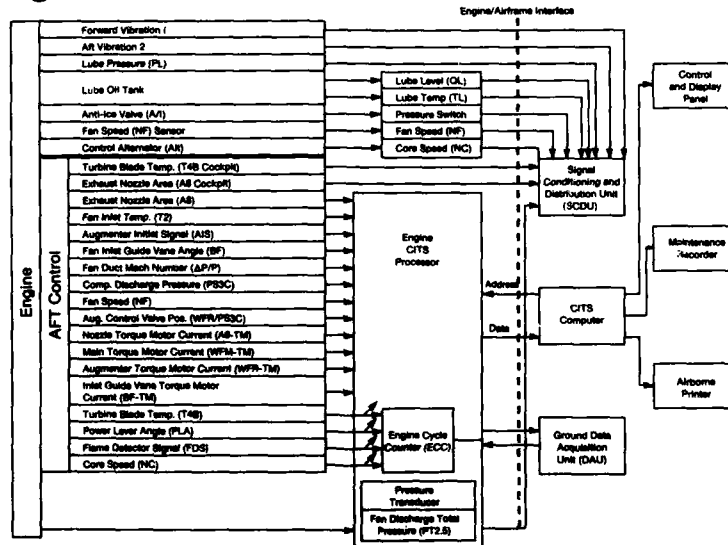 Engine/Airframe Interface
Forward Vibration
Aft Vibration 2
Lube Pressure (PL)
Lube Oil Tank
Anti-Ice Valve (A/I)
Fan Speed (NF) Sensor
Control Alternator (Alt)
Lube Level (QL)
Lube Temp (TL)
Pressure Switch
Fan Speed (NF)
Core Speed (NC)
Engine
AFT Control
Turbine Blade Temp. (T4B Cockpit)
Exhaust Nozzle Area (A8 Cockpit)
Exhaust Nozzle Area (A8)
Fan Inlet Temp. (T2)
Augmenter Initiel Signal (AIS)
Fan Inlet Guide Vane Angle (BF)
Fan Duct Mach Number (ΔP/P)
Comp. Discharge Pressure (PS3C)
Fan Speed (NF)
Aug. Control Valve Pos. (WFR/PS3C)
Nozzle Torque Motor Current (A8-TM)
Main Torque Motor Current (WFM-TM)
Augmenter Torque Motor Current (WFR-TM)
Inlet Guide Vane Torque Motor
Current (BF-TM)
Turbine Blade Temp. (T4B)
Power Lever Angle (PLA)
Flame Detector Signal (FDS)
Core Speed (NC)
Engine
CITS
Processor
Engine Cycle
Counter (ECC)
Pressure
Transducer
Fan Discharge Total
Pressure (PT2.5)
Address
Data
Signal
Conditioning and
Distribution Unit
(SCDU)
CITS
Computer
Ground Data
Acquisition
Unit (DAU)
Control
and Display
Panel
Maintenance
Recorder
Airborne
Printer